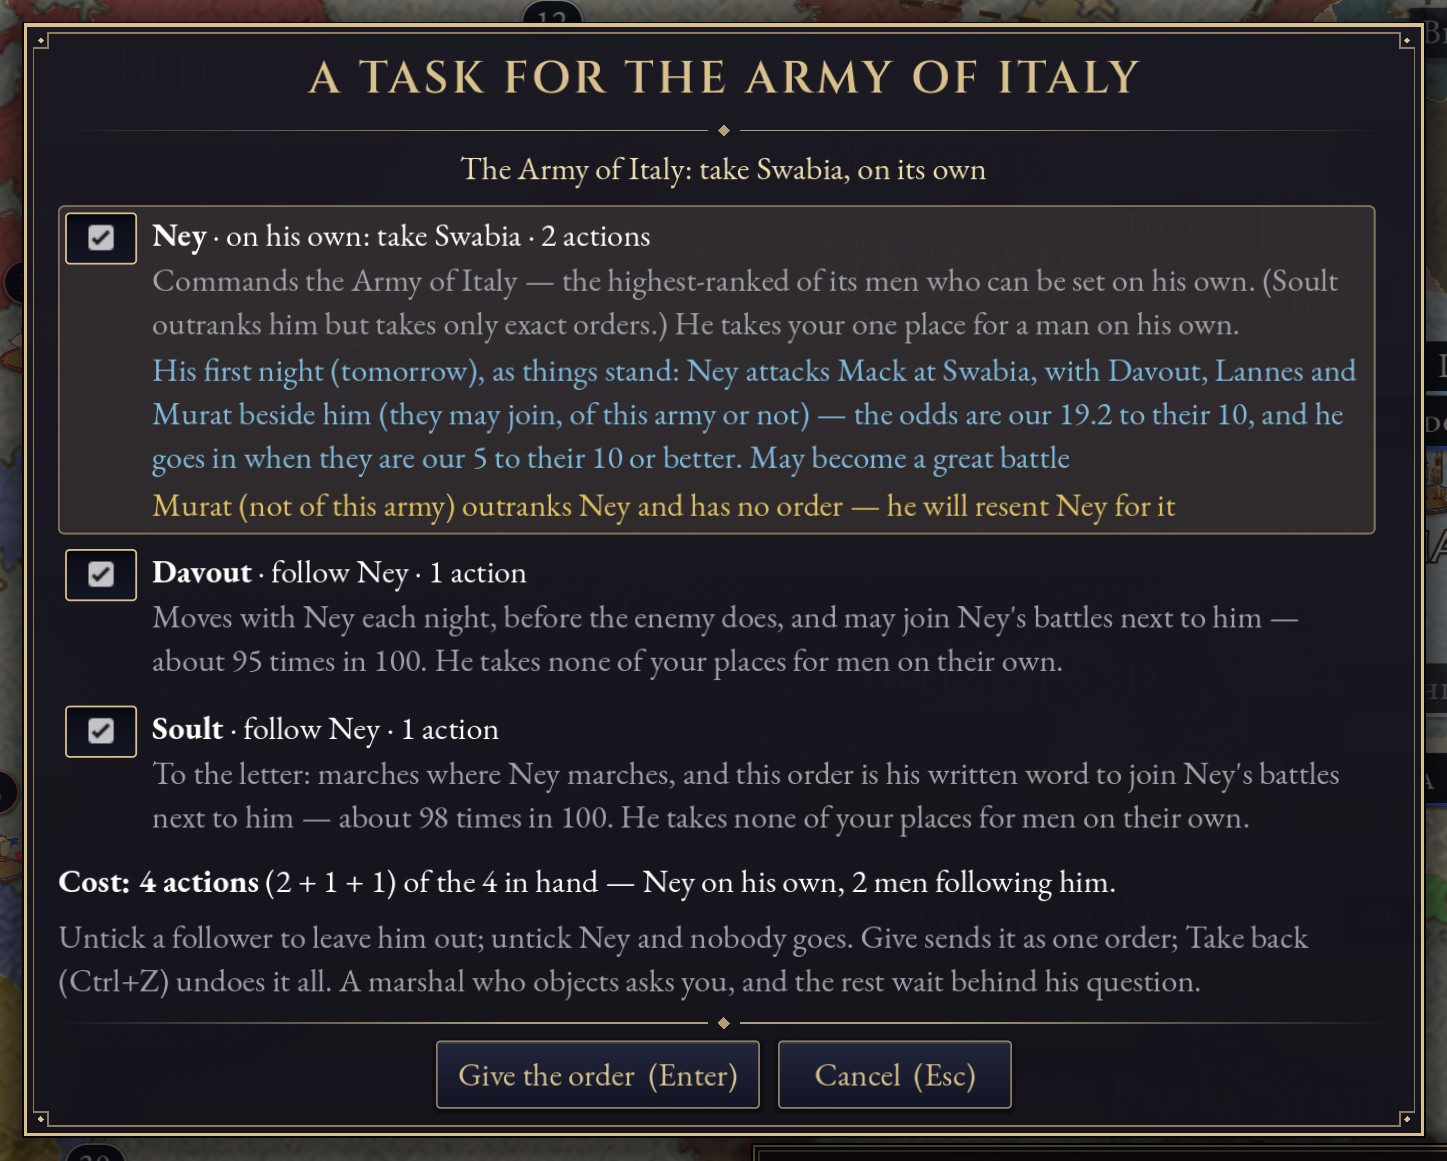 12
A TASK FOR THE ARMY OF ITALY
The Army of Italy: take Swabia, on its own
Ney · on his own: take Swabia · 2 actions
Commands the Army of Italy — the highest-ranked of its men who can be set on his own. (Soult
outranks him but takes only exact orders.) He takes your one place for a man on his own.
His first night (tomorrow), as things stand: Ney attacks Mack at Swabia, with Davout, Lannes and
Murat beside him (they may join, of this army or not) — the odds are our 19.2 to their 10, and he
goes in when they are our 5 to their 10 or better. May become a great battle
Murat (not of this army) outranks Ney and has no order — he will resent Ney for it
Davout · follow Ney · 1 action
Moves with Ney each night, before the enemy does, and may join Ney's battles next to him —
about 95 times in 100. He takes none of your places for men on their own.
Soult · follow Ney · 1 action
To the letter: marches where Ney marches, and this order is his written word to join Ney's battles
next to him — about 98 times in 100. He takes none of your places for men on their own.
Cost: 4 actions (2 + 1 + 1) of the 4 in hand — Ney on his own, 2 men following him.
Untick a follower to leave him out; untick Ney and nobody goes. Give sends it as one order; Take back
(Ctrl+Z) undoes it all. A marshal who objects asks you, and the rest wait behind his question.
Give the order (Enter)
Cancel (Esc)